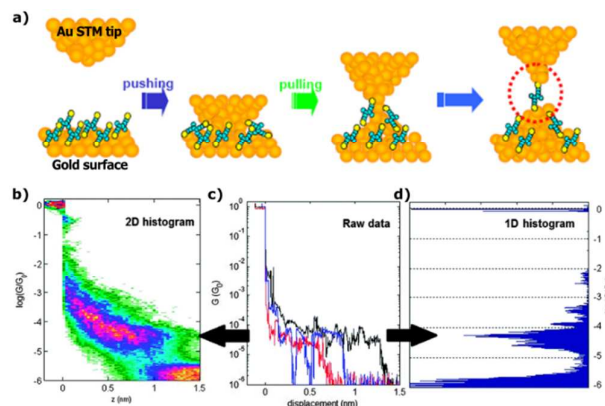 a)
Au STM tip
pushing
pulling
Gold surface
b)
c)
d)
2D histogram
Raw data
1D histogram
log(G/G
0
-1
-2
-3
-4
-5
-6
0
0.5
1
1.5
z (nm)
G (G₀)
10⁰
10⁻¹
10⁻²
10⁻³
10⁻⁴
10⁻⁵
10⁻⁶
0
0.5
1.0
1.5
displacement (nm)
0
-1
-2
-3
-4
-5
-6